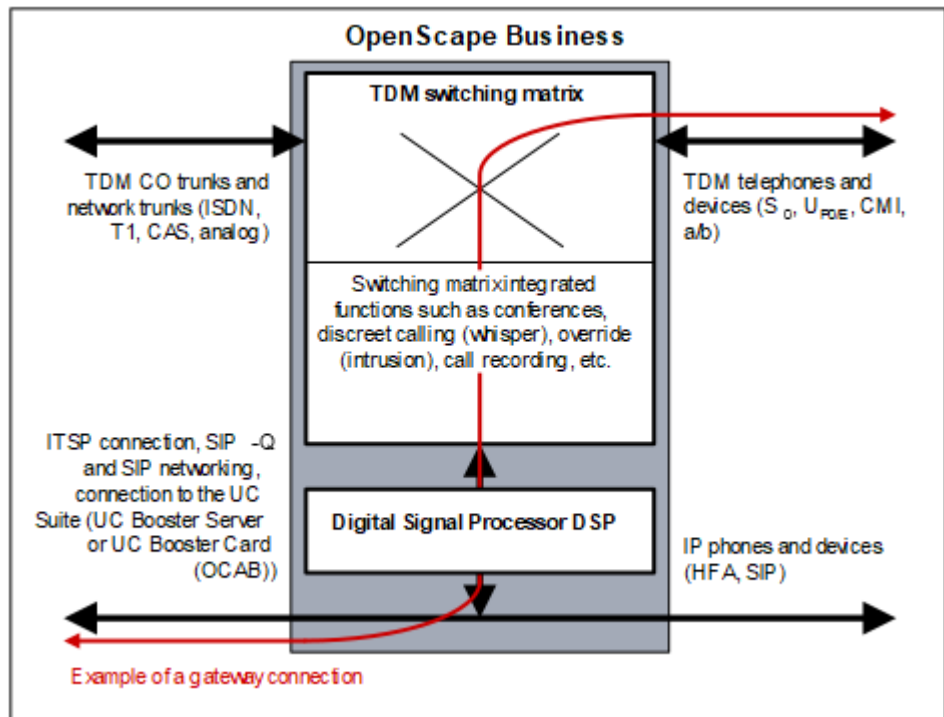 OpenScape Business
TDM switching matrix
TDM CO trunks and
network trunks (ISDN,
T1, CAS, analog)
TDM telephones and
devices (S₀, U_P0/E, CMI,
a/b)
Switching matrixintegrated
functions such as conferences,
discreet calling (whisper), override
(intrusion), call recording, etc.
ITSP connection, SIP -Q
and SIP networking,
connection to the UC
Suite (UC Booster Server
or UC Booster Card
(OCAB))
Digital Signal Processor DSP
IP phones and devices
(HFA, SIP)
Example of a gateway connection